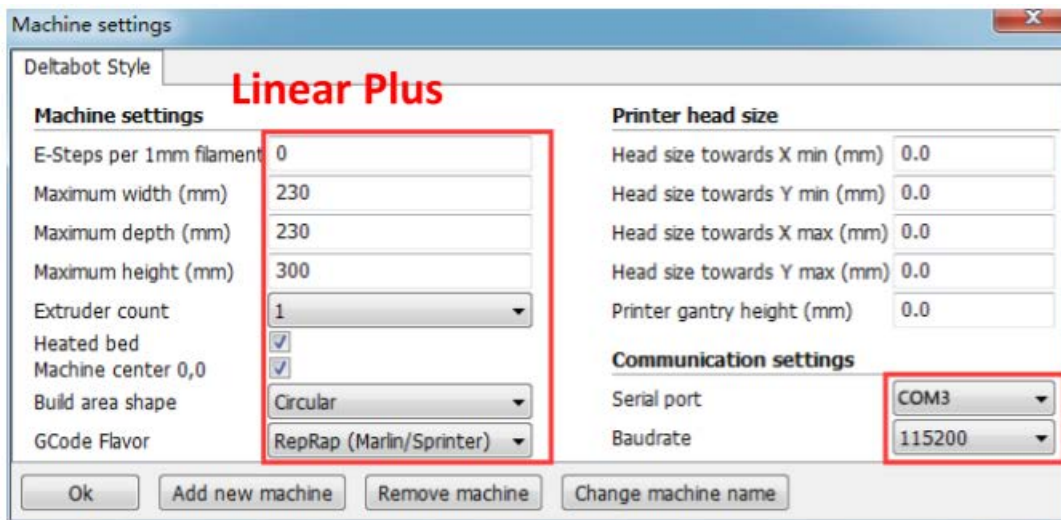 Machine settings
Deltabot Style
Linear Plus
Machine settings
E-Steps per 1mm filament 0
Maximum width (mm) 230
Maximum depth (mm) 230
Maximum height (mm) 300
Extruder count 1
Heated bed
Machine center 0,0
Build area shape Circular
GCode Flavor RepRap (Marlin/Sprinter)
Printer head size
Head size towards X min (mm) 0.0
Head size towards Y min (mm) 0.0
Head size towards X max (mm) 0.0
Head size towards Y max (mm) 0.0
Printer gantry height (mm) 0.0
Communication settings
Serial port COM3
Baudrate 115200
Ok Add new machine Remove machine Change machine name